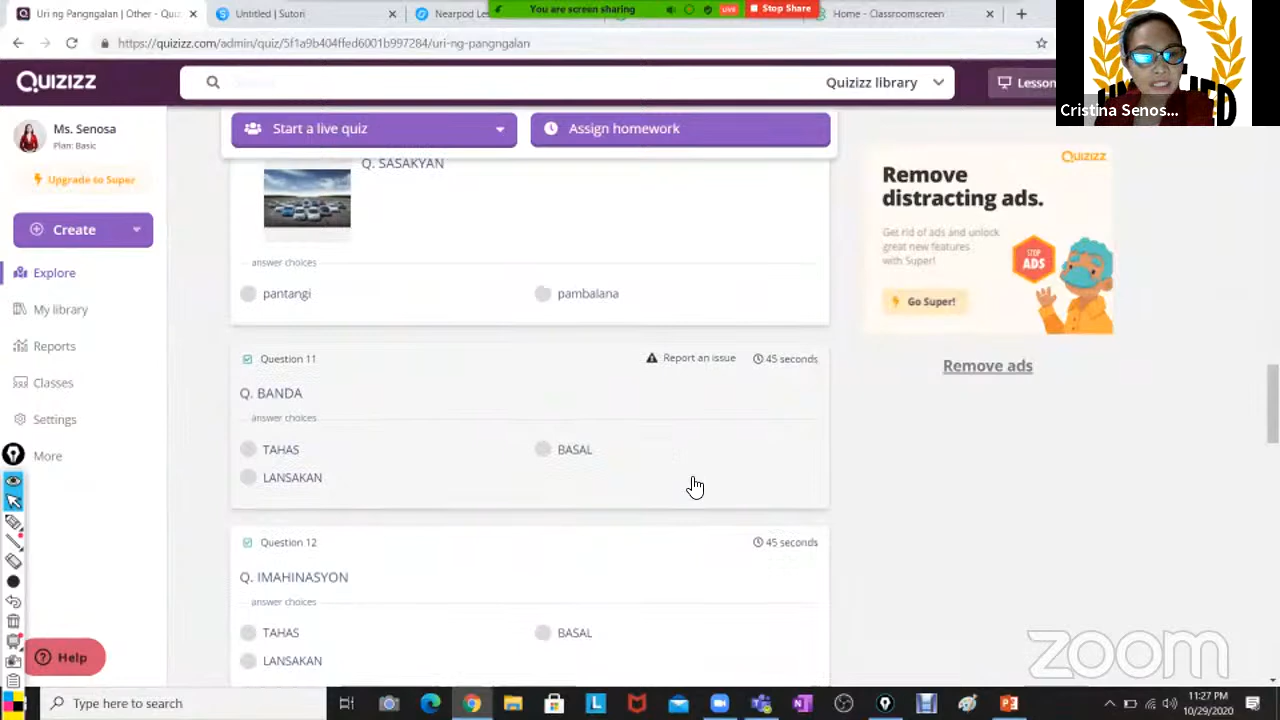 Uri ng Pangngalan | Other - Quiz
Untitled | Sutori
Nearpod Les
You are screen sharing
LIVE
Stop Share
Home - Classroomscreen
https://quizizz.com/admin/quiz/5f1a9b404ffed6001b997284/uri-ng-pangngalan
Quizizz
Quizizz library
Lesson
Cristina Senos...
Ms. Senosa
Plan: Basic
Upgrade to Super
Create
Explore
My library
Reports
Classes
Settings
More
Help
Start a live quiz
Assign homework
Q. SASAKYAN
answer choices
pantangi
pambalana
Question 11
Report an issue
45 seconds
Q. BANDA
answer choices
TAHAS
BASAL
LANSAKAN
Question 12
45 seconds
Q. IMAHINASYON
answer choices
TAHAS
BASAL
LANSAKAN
Quizizz
Remove
distracting ads.
Get rid of ads and unlock
great new features
with Super!
STOP
ADS
Go Super!
Remove ads
zoom
Type here to search
11:27 PM
10/29/2020